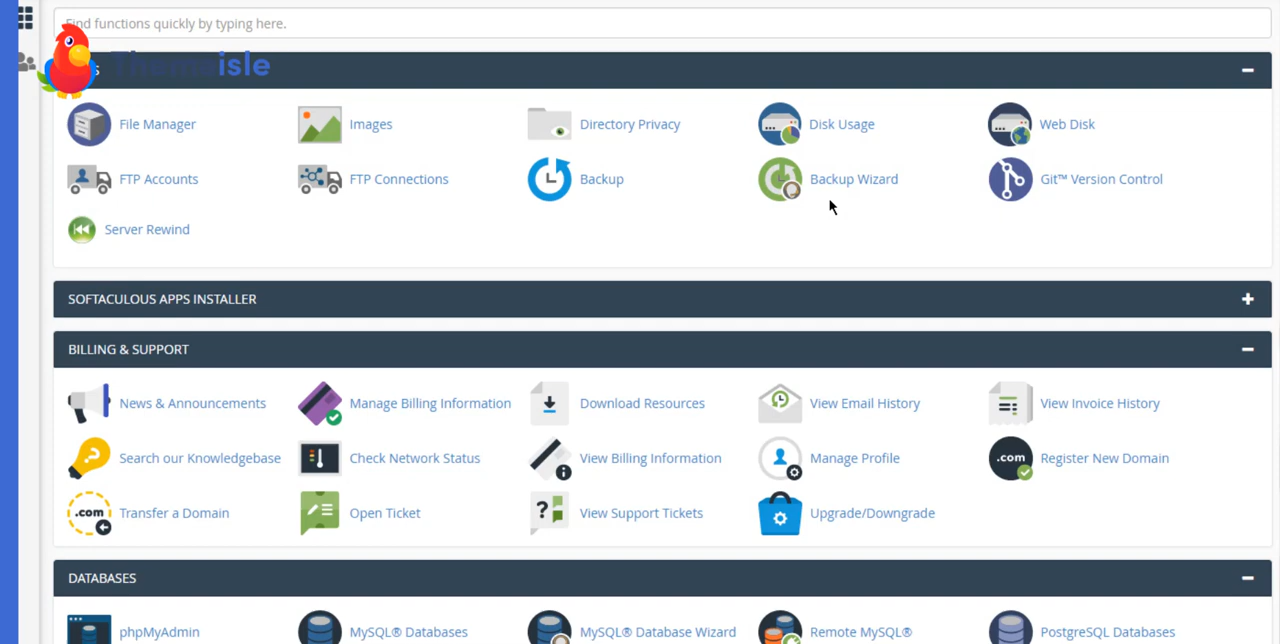 Find functions quickly by typing here.
S
Themeisle
File Manager
Images
Directory Privacy
Disk Usage
Web Disk
FTP Accounts
FTP Connections
Backup
Backup Wizard
Git™ Version Control
Server Rewind
SOFTACULOUS APPS INSTALLER
BILLING & SUPPORT
News & Announcements
Manage Billing Information
Download Resources
View Email History
View Invoice History
Search our Knowledgebase
Check Network Status
View Billing Information
Manage Profile
.com
Register New Domain
.com
Transfer a Domain
Open Ticket
View Support Tickets
Upgrade/Downgrade
DATABASES
phpMyAdmin
MySQL® Databases
MySQL® Database Wizard
Remote MySQL®
PostgreSQL Databases